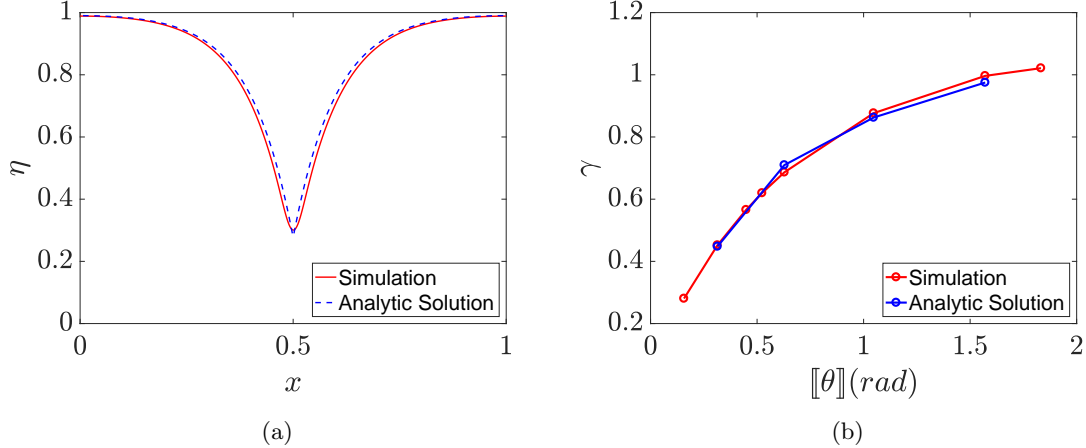 1
0.8
0.6
0.4
0.2
0
η
0
0.5
1
x
Simulation
Analytic Solution
(a)
1.2
1
0.8
0.6
0.4
0.2
γ
0
0.5
1
1.5
2
⟦θ⟧(rad)
Simulation
Analytic Solution
(b)